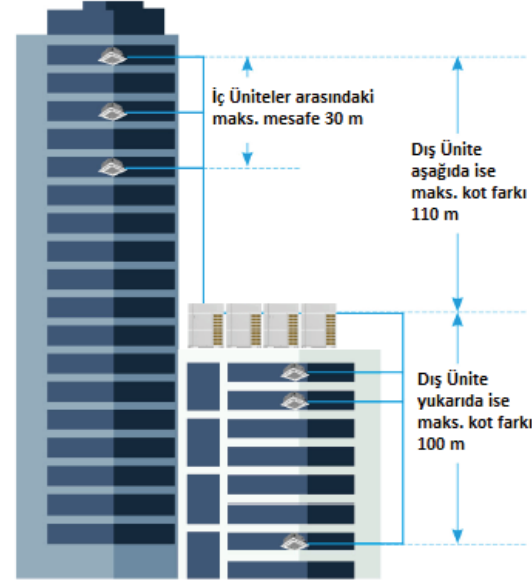 İç Üniteler arasındaki
maks. mesafe 30 m
Dış Ünite
aşağıda ise
maks. kot farkı
110 m
Dış Ünite
yukarıda ise
maks. kot farkı
100 m